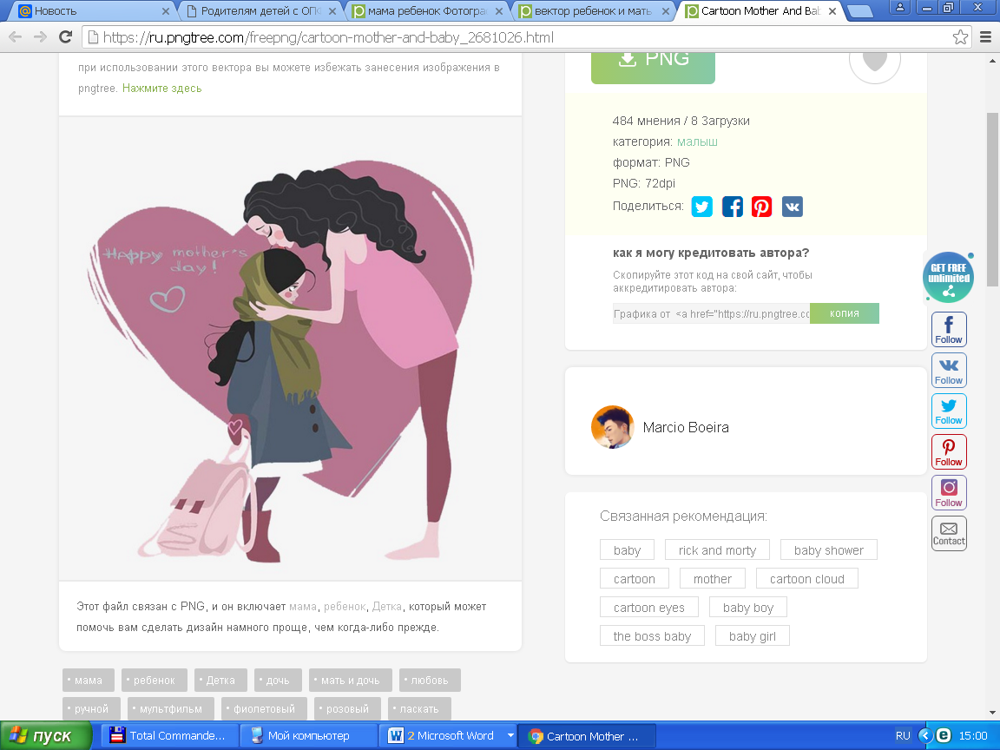 Новость
Родителям детей с ОПФ
мама ребенок Фотогра
вектор ребенок и мать
Cartoon Mother And Bab
https://ru.pngtree.com/freepng/cartoon-mother-and-baby_2681026.html
при использовании этого вектора вы можете избежать занесения изображения в
pngtree. Нажмите здесь
Happy mother's
day!
Этот файл связан с PNG, и он включает мама, ребенок, Детка, который может
помочь вам сделать дизайн намного проще, чем когда-либо прежде.
• мама
• ребенок
• Детка
• дочь
• мать и дочь
• любовь
• ручной
• мультфильм
• фиолетовый
• розовый
• ласкать
PNG
484 мнения / 8 Загрузки
категория: малыш
формат: PNG
PNG: 72dpi
Поделиться:
как я могу кредитовать автора?
Скопируйте этот код на свой сайт, чтобы
аккредитировать автора:
Графика от <a href="https://ru.pngtree.co
копия
Marcio Boeira
Связанная рекомендация:
baby
rick and morty
baby shower
cartoon
mother
cartoon cloud
cartoon eyes
baby boy
the boss baby
baby girl
GET FREE
unlimited
Follow
Follow
Follow
Follow
Follow
Contact
пуск
Total Commande...
Мой компьютер
2 Microsoft Word
Cartoon Mother ...
RU
15:00